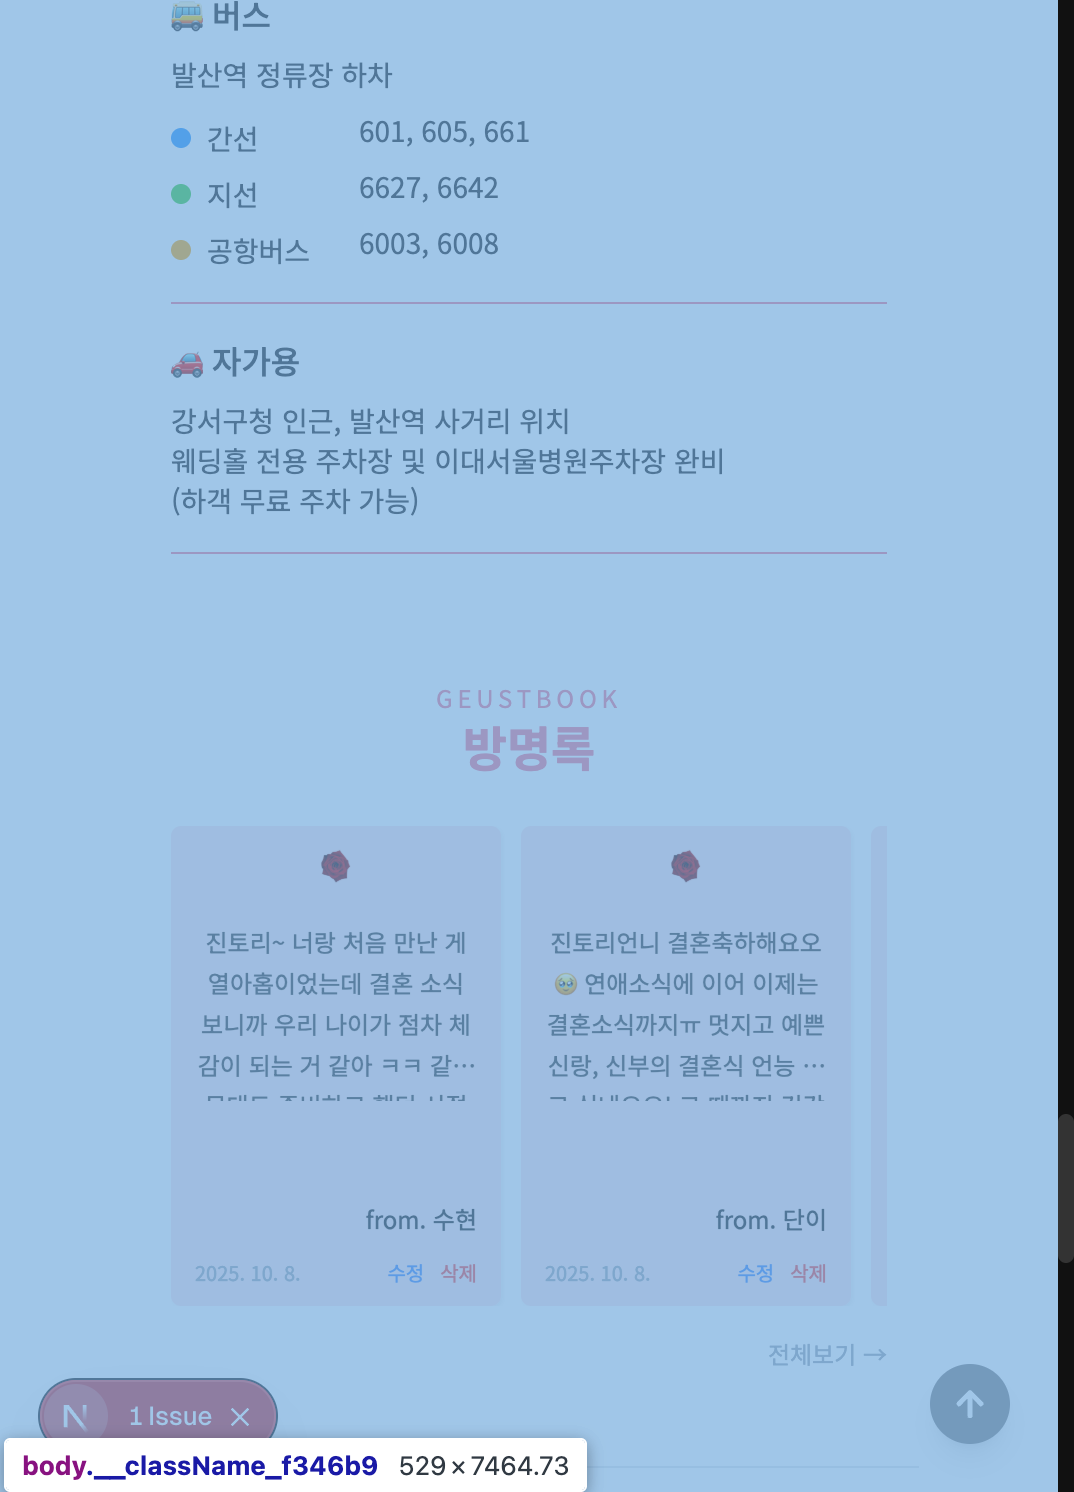 버스
발산역 정류장 하차
간선 601, 605, 661
지선 6627, 6642
공항버스 6003, 6008
자가용
강서구청 인근, 발산역 사거리 위치
웨딩홀 전용 주차장 및 이대서울병원주차장 완비
(하객 무료 주차 가능)
GEUSTBOOK
방명록
진토리~ 너랑 처음 만난 게
열아홉이었는데 결혼 소식
보니까 우리 나이가 점차 체
감이 되는 거 같아 ㅋㅋ 같…
from. 수현
2025. 10. 8. 수정 삭제
진토리언니 결혼축하해요오
🥹 연애소식에 이어 이제는
결혼소식까지ㅠ 멋지고 예쁜
신랑, 신부의 결혼식 언능 …
from. 단이
2025. 10. 8. 수정 삭제
전체보기 →
N 1 Issue ×
body.__className_f346b9 529×7464.73